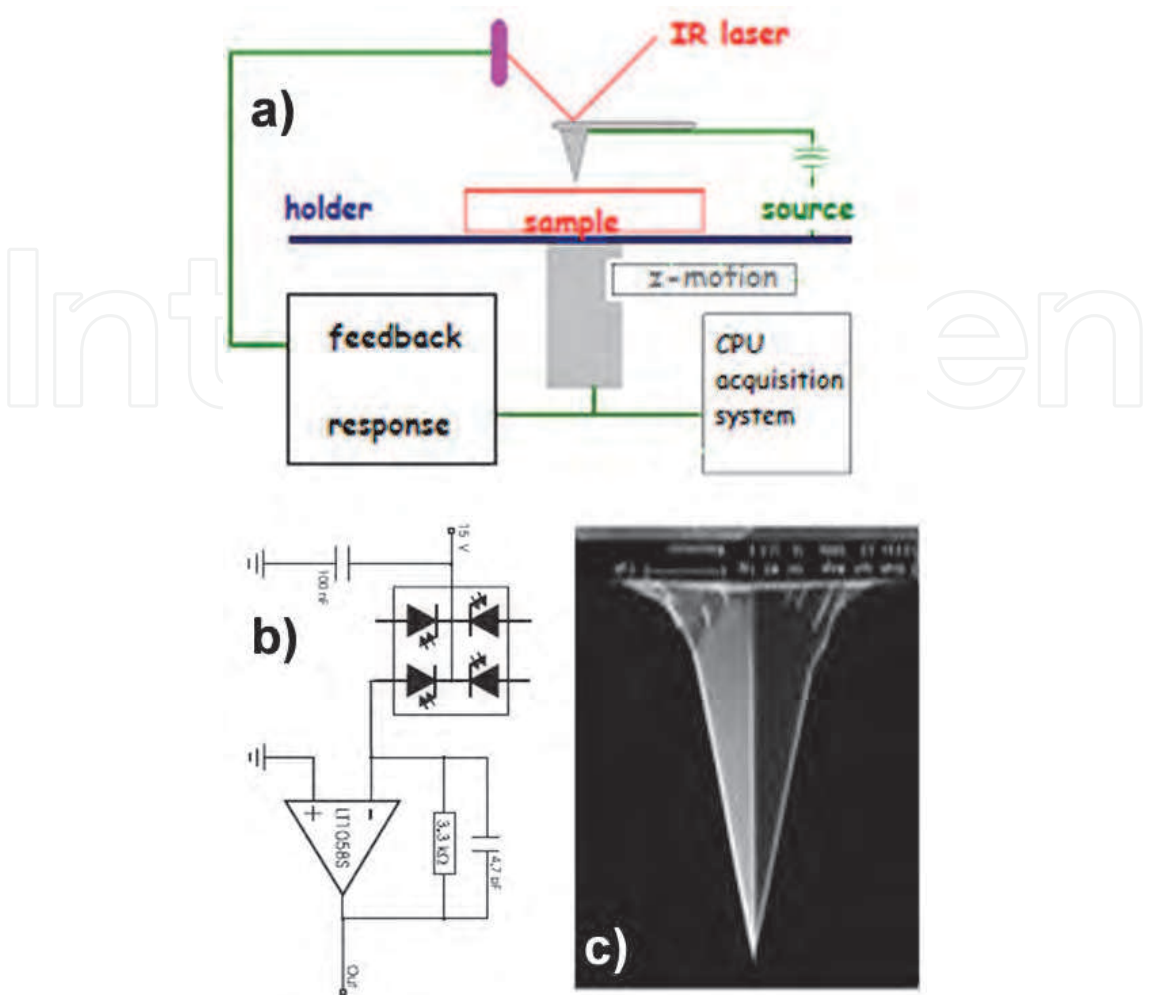 IR laser
a)
holder
sample
source
z-motion
feedback
response
CPU
acquisition
system
15 V
100 nF
b)
+
-
LT1058S
3,3 kΩ
4,7 pF
Out
c)